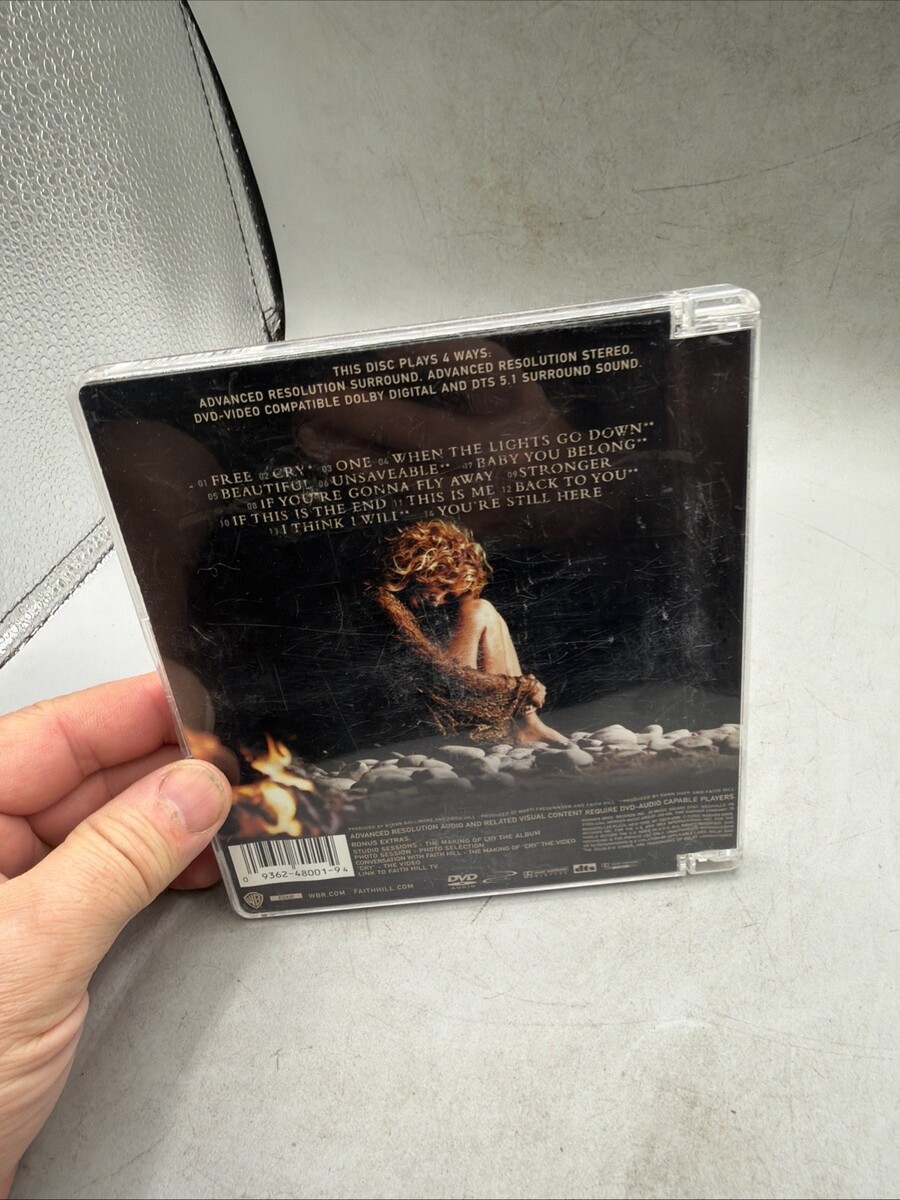 THIS DISC PLAYS 4 WAYS:
ADVANCED RESOLUTION SURROUND. ADVANCED RESOLUTION STEREO.
DVD-VIDEO COMPATIBLE DOLBY DIGITAL AND DTS 5.1 SURROUND SOUND.
01 FREE 02 CRY* 03 ONE 04 WHEN THE LIGHTS GO DOWN**
05 BEAUTIFUL 06 UNSAVEABLE** 07 BABY YOU BELONG**
08 IF YOU'RE GONNA FLY AWAY 09 STRONGER
10 IF THIS IS THE END 11 THIS IS ME 12 BACK TO YOU**
13 I THINK I WILL** 14 YOU'RE STILL HERE
ADVANCED RESOLUTION AUDIO AND RELATED VISUAL CONTENT REQUIRE DVD-AUDIO CAPABLE PLAYERS.
BONUS EXTRAS:
STUDIO SESSIONS - THE MAKING OF CRY THE ALBUM
PHOTO SESSION - PHOTO SELECTION
CONVERSATION WITH FAITH HILL - THE MAKING OF "CRY" THE VIDEO
"CRY" - THE VIDEO
LINK TO FAITH HILL TV
0 9362-48001-9 4
WB WBR.COM FAITHHILL.COM
DVD AUDIO dts